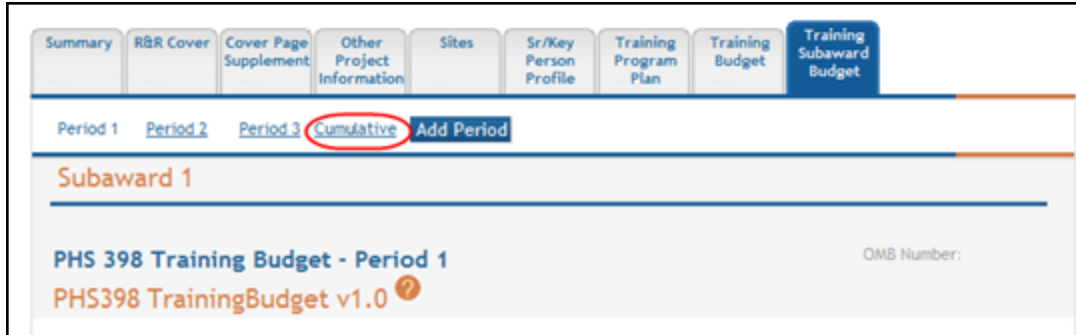 Summary
R&R Cover
Cover Page
Supplement
Other
Project
Information
Sites
Sr/Key
Person
Profile
Training
Program
Plan
Training
Budget
Training
Subaward
Budget
Period 1 Period 2 Period 3 Cumulative Add Period
Subaward 1
PHS 398 Training Budget - Period 1
OMB Number:
PHS398 TrainingBudget v1.0 ?